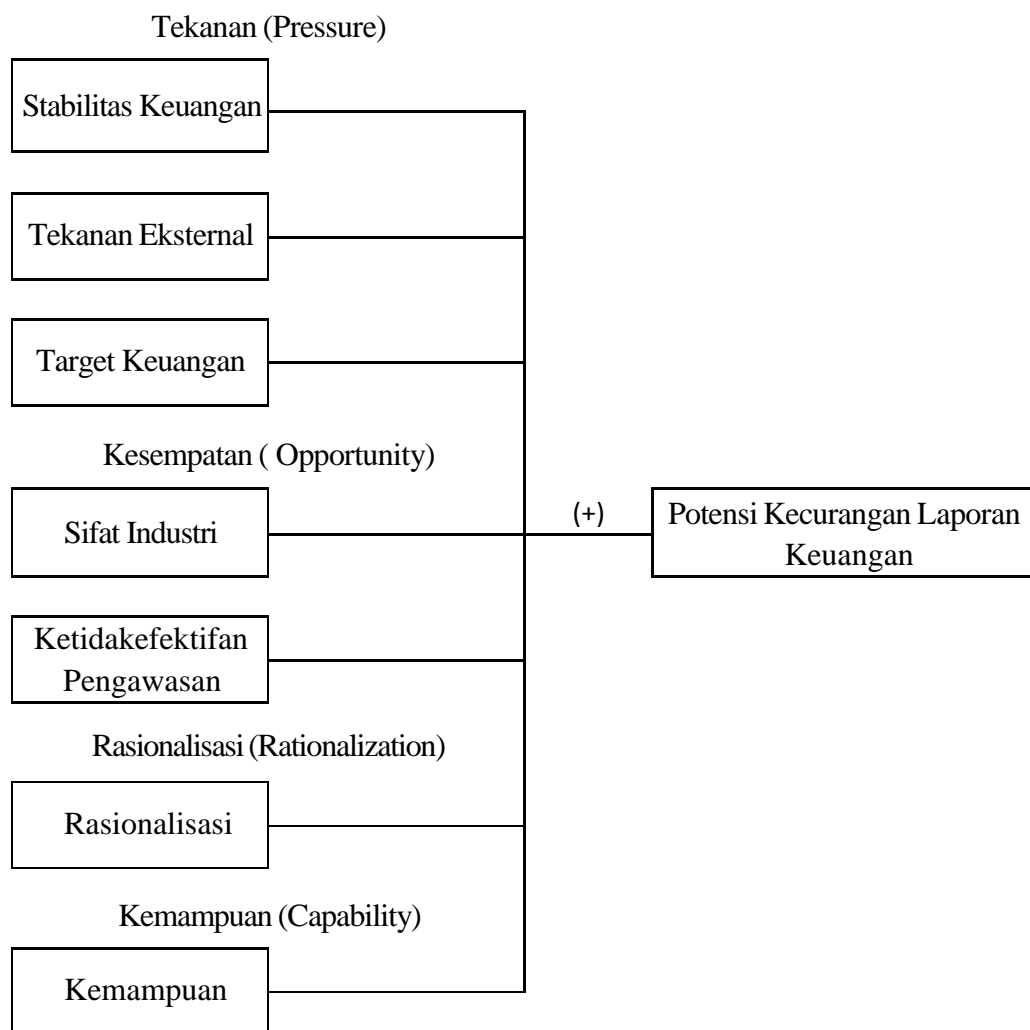 Tekanan (Pressure)
Stabilitas Keuangan
Tekanan Eksternal
Target Keuangan
Kesempatan ( Opportunity)
Sifat Industri
(+)
Potensi Kecurangan Laporan
Keuangan
Ketidakefektifan
Pengawasan
Rasionalisasi (Rationalization)
Rasionalisasi
Kemampuan (Capability)
Kemampuan